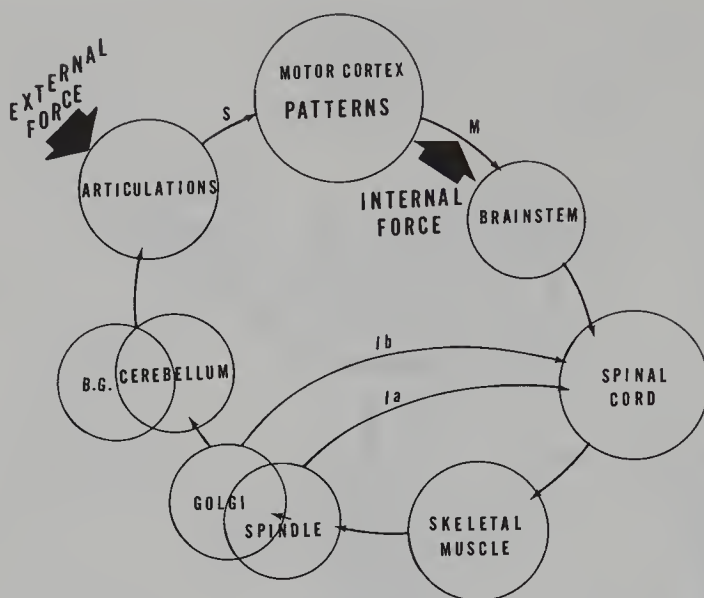 EXTERNAL
FORCE
MOTOR CORTEX
PATTERNS
S
M
ARTICULATIONS
INTERNAL
FORCE
BRAINSTEM
Ib
B.G.
CEREBELLUM
Ia
SPINAL
CORD
GOLGI
SPINDLE
SKELETAL
MUSCLE